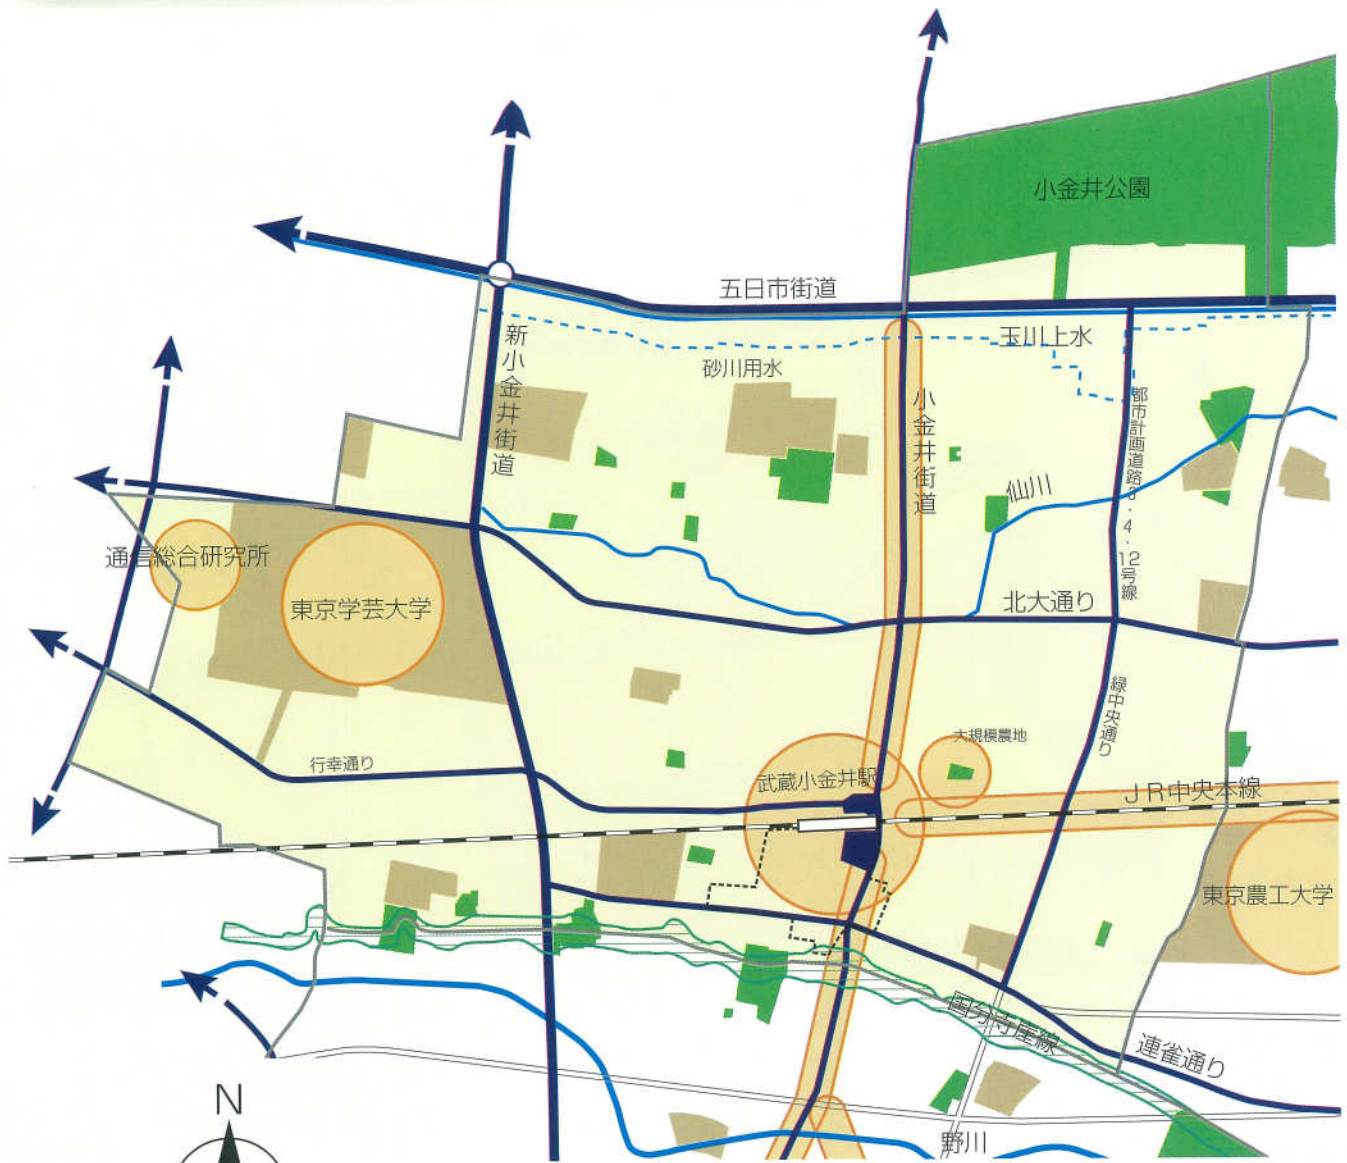 小金井公園
五日市街道
玉川上水
新小金井街道
砂川用水
小金井街道
都市計画道路3・4・12号線
仙川
通信総合研究所
東京学芸大学
北大通り
緑中央通り
大規模農地
行幸通り
武蔵小金井駅
JR中央本線
東京農工大学
国分寺崖線
連雀通り
野川
N